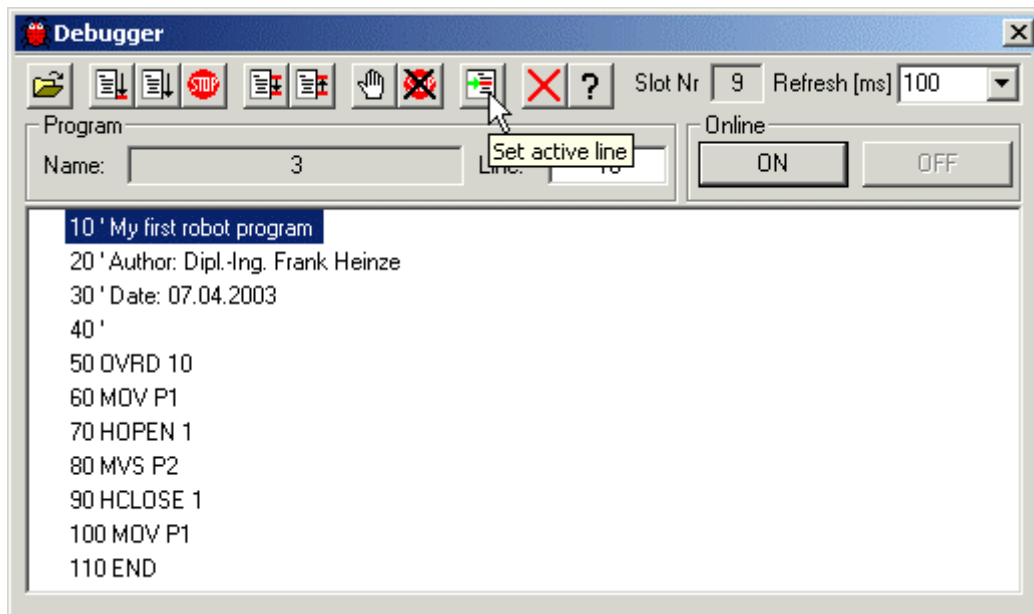 Debugger
STOP ? Slot Nr 9 Refresh [ms] 100
Program Online
Name: 3 Set active line ON OFF
10 ' My first robot program
20 ' Author: Dipl.-Ing. Frank Heinze
30 ' Date: 07.04.2003
40 '
50 OVRD 10
60 MOV P1
70 HOPEN 1
80 MVS P2
90 HCLOSE 1
100 MOV P1
110 END